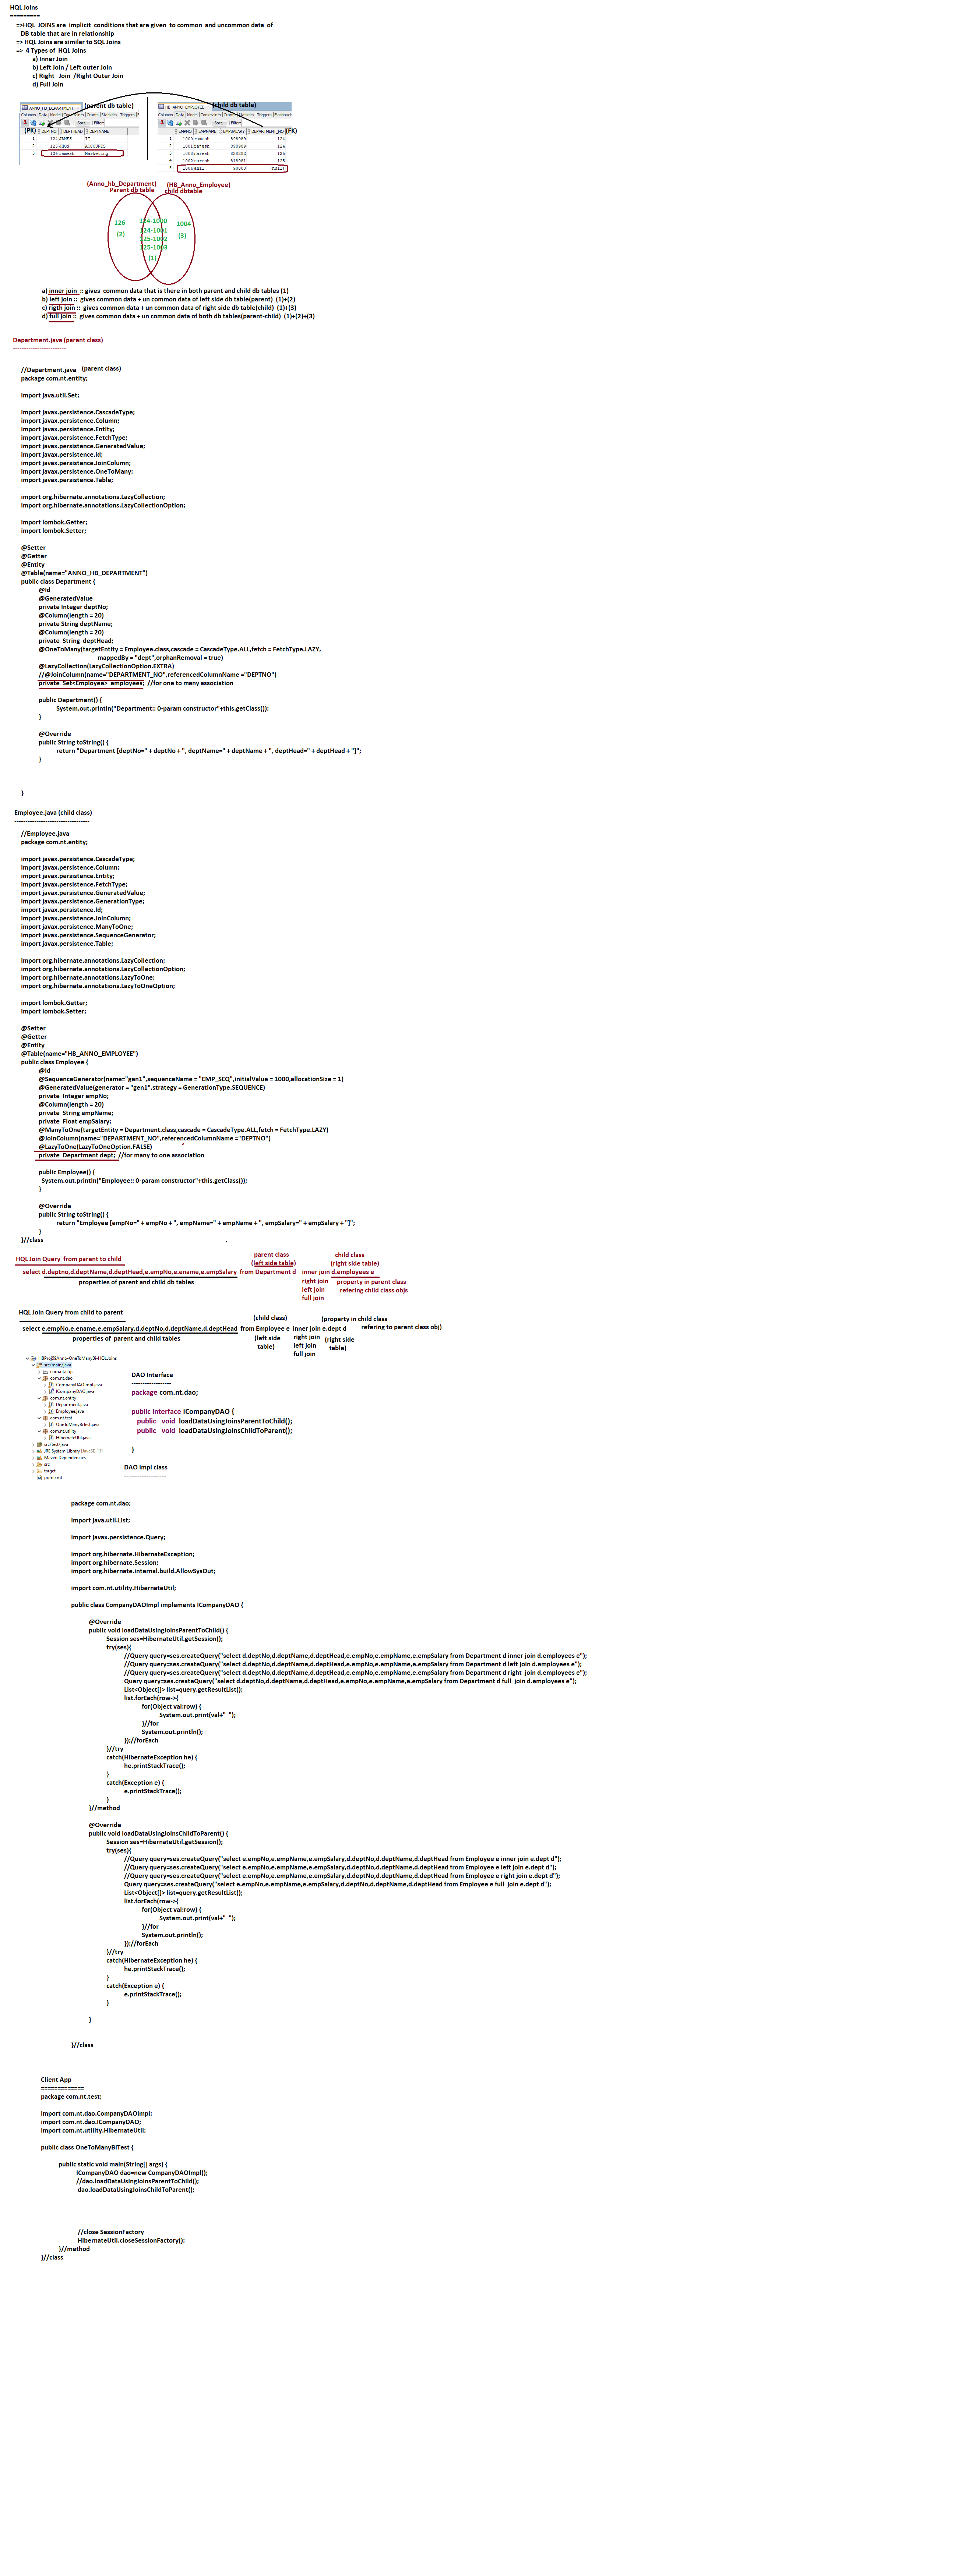 HQL Joins
=========
=>HQL JOINS are implicit conditions that are given to common and uncommon data of
DB table that are in relationship
=> HQL Joins are similar to SQL Joins
=> 4 Types of HQL Joins
a) Inner Join
b) Left Join / Left outer Join
c) Right Join /Right Outer Join
d) Full Join
ANNO_HB_DEPARTMENT (parent db table)
HB_ANNO_EMPLOYEE (child db table)
Columns Data Model Constraints Grants Statistics Triggers
Columns Data Model Constraints Grants Statistics Triggers Flashback
Sort.. Filter:
Sort.. Filter:
(PK) DEPTNO DEPTHEAD DEPTNAME
EMPNO EMPNAME EMPSALARY DEPARTMENT_NO (FK)
1 124 JAMES IT
2 125 JHON ACCOUNTS
3 126 ramesh Marketing
1 1000 ramesh 898989 124
2 1001 rajesh 898989 124
3 1003 naresh 828282 125
4 1002 suresh 818981 125
5 1004 anil 90000 (null)
(Anno_hb_Department) (HB_Anno_Employee)
Parent db table child dbtable
126
(2)
124-1000
124-1001
125-1002
125-1003
(1)
1004
(3)
a) inner join :: gives common data that is there in both parent and child db tables (1)
b) left join :: gives common data + un common data of left side db table(parent) (1)+(2)
c) rigth join :: gives common data + un common data of right side db table(child) (1)+(3)
d) full join :: gives common data + un common data of both db tables(parent-child) (1)+(2)+(3)
Department.java (parent class)
------------------------
//Department.java (parent class)
package com.nt.entity;
import java.util.Set;
import javax.persistence.CascadeType;
import javax.persistence.Column;
import javax.persistence.Entity;
import javax.persistence.FetchType;
import javax.persistence.GeneratedValue;
import javax.persistence.Id;
import javax.persistence.JoinColumn;
import javax.persistence.OneToMany;
import javax.persistence.Table;
import org.hibernate.annotations.LazyCollection;
import org.hibernate.annotations.LazyCollectionOption;
import lombok.Getter;
import lombok.Setter;
@Setter
@Getter
@Entity
@Table(name="ANNO_HB_DEPARTMENT")
public class Department {
@Id
@GeneratedValue
private Integer deptNo;
@Column(length = 20)
private String deptName;
@Column(length = 20)
private String deptHead;
@OneToMany(targetEntity = Employee.class,cascade = CascadeType.ALL,fetch = FetchType.LAZY,
mappedBy = "dept",orphanRemoval = true)
@LazyCollection(LazyCollectionOption.EXTRA)
//@JoinColumn(name="DEPARTMENT_NO",referencedColumnName ="DEPTNO")
private Set<Employee> employees; //for one to many association
public Department() {
System.out.println("Department:: 0-param constructor"+this.getClass());
}
@Override
public String toString() {
return "Department [deptNo=" + deptNo + ", deptName=" + deptName + ", deptHead=" + deptHead + "]";
}
}
Employee.java (child class)
----------------------------------
//Employee.java
package com.nt.entity;
import javax.persistence.CascadeType;
import javax.persistence.Column;
import javax.persistence.Entity;
import javax.persistence.FetchType;
import javax.persistence.GeneratedValue;
import javax.persistence.GenerationType;
import javax.persistence.Id;
import javax.persistence.JoinColumn;
import javax.persistence.ManyToOne;
import javax.persistence.SequenceGenerator;
import javax.persistence.Table;
import org.hibernate.annotations.LazyCollection;
import org.hibernate.annotations.LazyCollectionOption;
import org.hibernate.annotations.LazyToOne;
import org.hibernate.annotations.LazyToOneOption;
import lombok.Getter;
import lombok.Setter;
@Setter
@Getter
@Entity
@Table(name="HB_ANNO_EMPLOYEE")
public class Employee {
@Id
@SequenceGenerator(name="gen1",sequenceName = "EMP_SEQ",initialValue = 1000,allocationSize = 1)
@GeneratedValue(generator = "gen1",strategy = GenerationType.SEQUENCE)
private Integer empNo;
@Column(length = 20)
private String empName;
private Float empSalary;
@ManyToOne(targetEntity = Department.class,cascade = CascadeType.ALL,fetch = FetchType.LAZY)
@JoinColumn(name="DEPARTMENT_NO",referencedColumnName ="DEPTNO")
@LazyToOne(LazyToOneOption.FALSE)
private Department dept; //for many to one association
public Employee() {
System.out.println("Employee:: 0-param constructor"+this.getClass());
}
@Override
public String toString() {
return "Employee [empNo=" + empNo + ", empName=" + empName + ", empSalary=" + empSalary + "]";
}
}//class
HQL Join Query from parent to child
parent class
(left side table)
child class
(right side table)
select d.deptno,d.deptName,d.deptHead,e.empNo,e.ename,e.empSalary from Department d inner join d.employees e
properties of parent and child db tables
right join
left join
full join
property in parent class
refering child class objs
HQL Join Query from child to parent
(child class)
(property in child class
refering to parent class obj)
select e.empNo,e.ename,e.empSalary,d.deptNo,d.deptName,d.deptHead from Employee e inner join e.dept d
properties of parent and child tables
(left side
table)
right join
left join
full join
(right side
table)
HBProj59Anno-OneToManyBi-HQLJoins
src/main/java
com.nt.cfgs
com.nt.dao
CompanyDAOImpl.java
ICompanyDAO.java
com.nt.entity
Department.java
Employee.java
com.nt.test
OneToManyBiTest.java
com.nt.utility
HibernateUtil.java
src/test/java
JRE System Library [JavaSE-11]
Maven Dependencies
src
target
pom.xml
DAO Interface
------------------
package com.nt.dao;
public interface ICompanyDAO {
public void loadDataUsingJoinsParentToChild();
public void loadDataUsingJoinsChildToParent();
}
DAO Impl class
-------------------
package com.nt.dao;
import java.util.List;
import javax.persistence.Query;
import org.hibernate.HibernateException;
import org.hibernate.Session;
import org.hibernate.internal.build.AllowSysOut;
import com.nt.utility.HibernateUtil;
public class CompanyDAOImpl implements ICompanyDAO {
@Override
public void loadDataUsingJoinsParentToChild() {
Session ses=HibernateUtil.getSession();
try(ses){
//Query query=ses.createQuery("select d.deptNo,d.deptName,d.deptHead,e.empNo,e.empName,e.empSalary from Department d inner join d.employees e");
//Query query=ses.createQuery("select d.deptNo,d.deptName,d.deptHead,e.empNo,e.empName,e.empSalary from Department d left join d.employees e");
//Query query=ses.createQuery("select d.deptNo,d.deptName,d.deptHead,e.empNo,e.empName,e.empSalary from Department d right join d.employees e");
Query query=ses.createQuery("select d.deptNo,d.deptName,d.deptHead,e.empNo,e.empName,e.empSalary from Department d full join d.employees e");
List<Object[]> list=query.getResultList();
list.forEach(row->{
for(Object val:row) {
System.out.print(val+" ");
}//for
System.out.println();
});//forEach
}//try
catch(HibernateException he) {
he.printStackTrace();
}
catch(Exception e) {
e.printStackTrace();
}
}//method
@Override
public void loadDataUsingJoinsChildToParent() {
Session ses=HibernateUtil.getSession();
try(ses){
//Query query=ses.createQuery("select e.empNo,e.empName,e.empSalary,d.deptNo,d.deptName,d.deptHead from Employee e inner join e.dept d");
//Query query=ses.createQuery("select e.empNo,e.empName,e.empSalary,d.deptNo,d.deptName,d.deptHead from Employee e left join e.dept d");
//Query query=ses.createQuery("select e.empNo,e.empName,e.empSalary,d.deptNo,d.deptName,d.deptHead from Employee e right join e.dept d");
Query query=ses.createQuery("select e.empNo,e.empName,e.empSalary,d.deptNo,d.deptName,d.deptHead from Employee e full join e.dept d");
List<Object[]> list=query.getResultList();
list.forEach(row->{
for(Object val:row) {
System.out.print(val+" ");
}//for
System.out.println();
});//forEach
}//try
catch(HibernateException he) {
he.printStackTrace();
}
catch(Exception e) {
e.printStackTrace();
}
}
}//class
Client App
=============
package com.nt.test;
import com.nt.dao.CompanyDAOImpl;
import com.nt.dao.ICompanyDAO;
import com.nt.utility.HibernateUtil;
public class OneToManyBiTest {
public static void main(String[] args) {
ICompanyDAO dao=new CompanyDAOImpl();
//dao.loadDataUsingJoinsParentToChild();
dao.loadDataUsingJoinsChildToParent();
//close SessionFactory
HibernateUtil.closeSessionFactory();
}//method
}//class